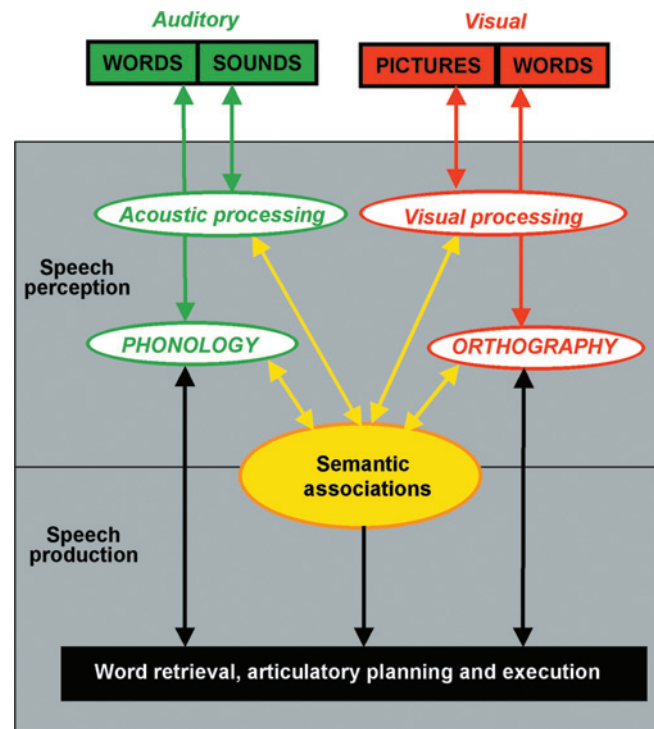 Auditory
Visual
WORDS
SOUNDS
PICTURES
WORDS
Acoustic processing
Visual processing
Speech
perception
PHONOLOGY
ORTHOGRAPHY
Semantic
associations
Speech
production
Word retrieval, articulatory planning and execution